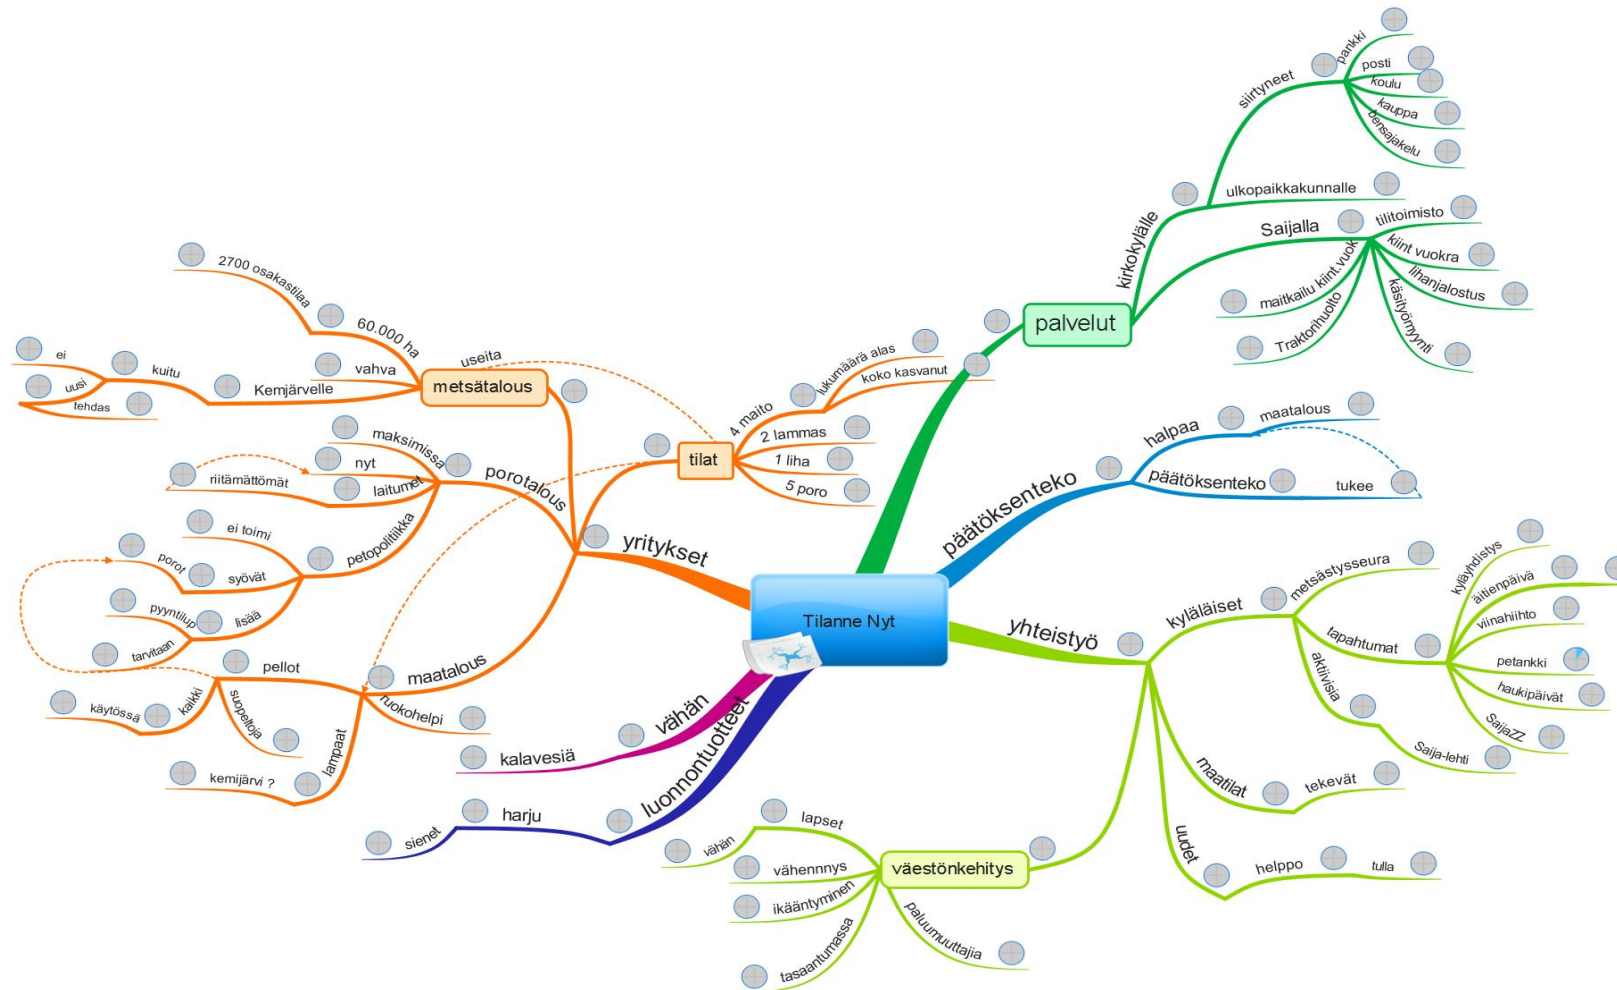 Tilanne Nyt
palvelut
kirkokylälle
siirtyneet
pankki
posti
koulu
kauppa
bensajakelu
ulkopaikkakunnalle
Saijalla
tilitoimisto
kiint vuokra
lihanjalostus
käsityömyynti
maitkailu kiint.vuok
Traktorihuolto
päätöksenteko
halpaa
maatalous
päätöksenteko
tukee
yhteistyö
kyläläiset
metsästysseura
tapahtumat
kyläyhdistys
äitienpäivä
viinahiihto
petankki
haukipäivät
SaijaZZ
aktiivisia
Saija-lehti
maatilat
tekevät
uudet
helppo
tulla
väestönkehitys
lapset
vähän
vähennnys
ikääntyminen
tasaantumassa
paluumuuttajia
luonnontuotteet
harju
sienet
vähän
kalavesiä
yritykset
metsätalous
60.000 ha
2700 osakastilaa
vahva
Kemjärvelle
kuitu
ei
uusi
tehdas
useita
tilat
4 maito
lukumäärä alas
koko kasvanut
2 lammas
1 liha
5 poro
porotalous
maksimissa
nyt
laitumet
riitämättömät
petopolitiikka
ei toimi
syövät
porot
lisää
pyyntilup
tarvitaan
maatalous
pellot
kaikki
käytössä
suopeltoja
ruokohelpi
lampaat
kemijärvi ?